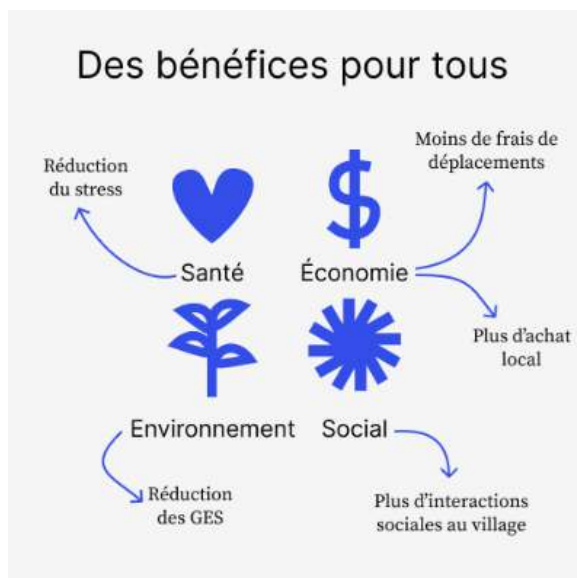 Des bénéfices pour tous
Moins de frais de
déplacements
Réduction
du stress
Santé
Économie
Plus d'achat
local
Environnement
Social
Réduction
des GES
Plus d'interactions
sociales au village